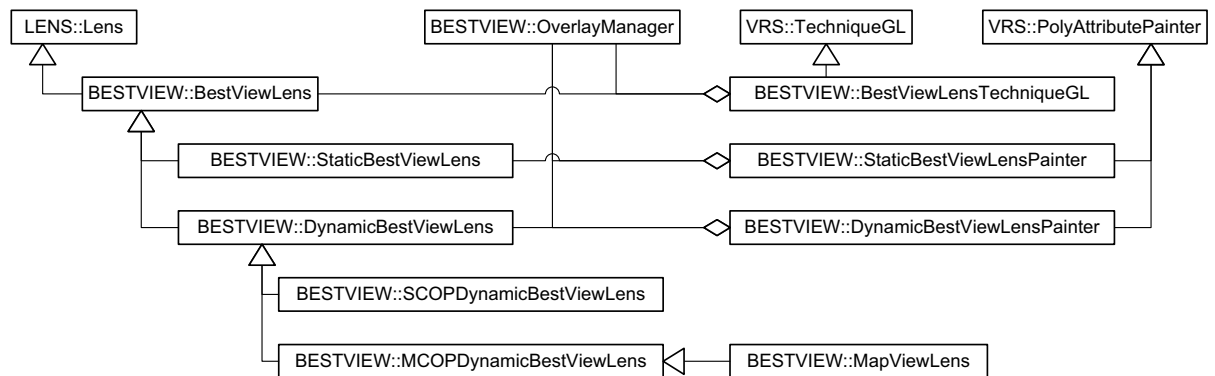 LENS::Lens
BESTVIEW::OverlayManager
VRS::TechniqueGL
VRS::PolyAttributePainter
BESTVIEW::BestViewLens
BESTVIEW::BestViewLensTechniqueGL
BESTVIEW::StaticBestViewLens
BESTVIEW::StaticBestViewLensPainter
BESTVIEW::DynamicBestViewLens
BESTVIEW::DynamicBestViewLensPainter
BESTVIEW::SCOPDynamicBestViewLens
BESTVIEW::MCOPDynamicBestViewLens
BESTVIEW::MapViewLens